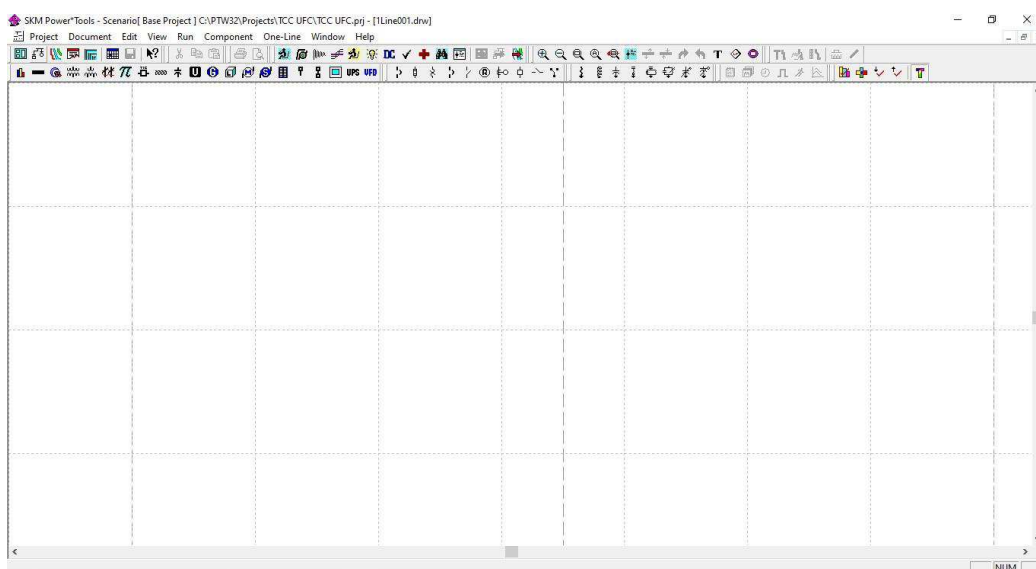 SKM Power*Tools - Scenario[ Base Project ] C:\PTW32\Projects\TCC UFC\TCC UFC.prj - [1Line001.drw]
Project Document Edit View Run Component One-Line Window Help
DC T
π U G UPS VFD R T
NUM